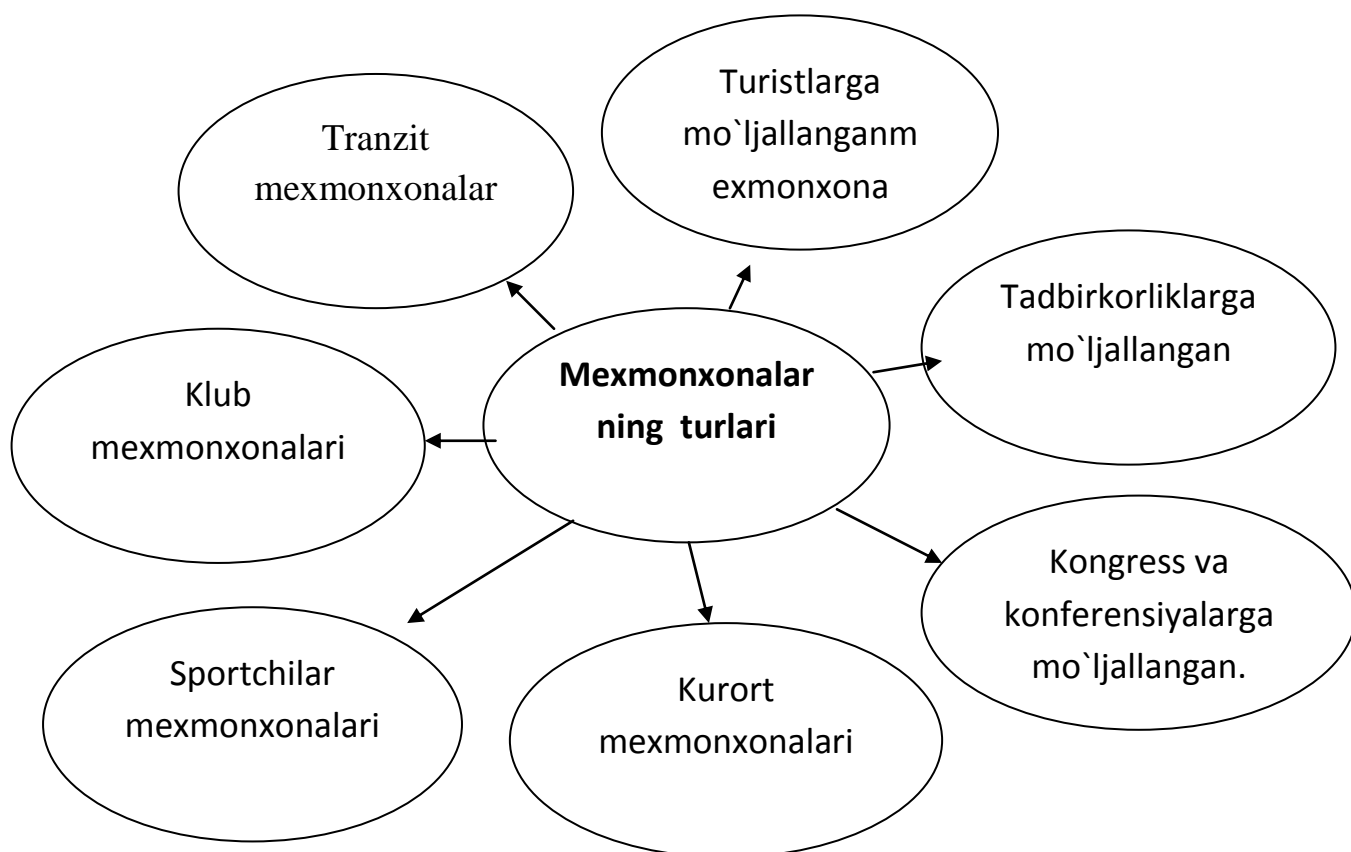 Turistlarga
mo`ljallanganm
exmonxona
Tranzit
mexmonxonalar
Tadbirkorliklarga
mo`ljallangan
Mexmonxonalar
ning turlari
Klub
mexmonxonalari
Kongress va
konferensiyalarga
mo`ljallangan.
Sportchilar
mexmonxonalari
Kurort
mexmonxonalari